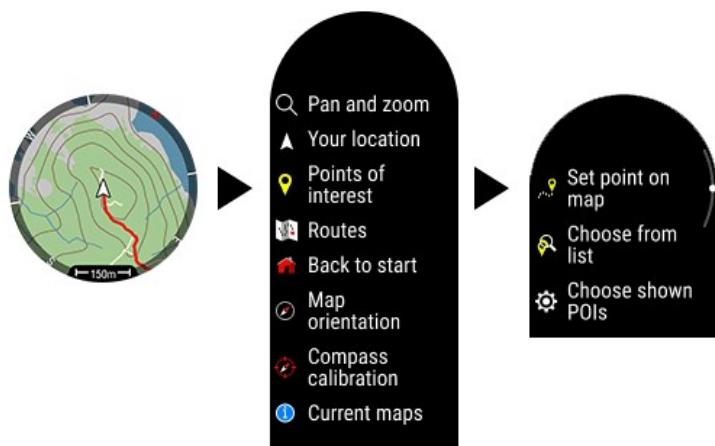 W
150m
Pan and zoom
Your location
Points of
interest
Routes
Back to start
Map
orientation
Compass
calibration
Current maps
Set point on
map
Choose from
list
Choose shown
POIs